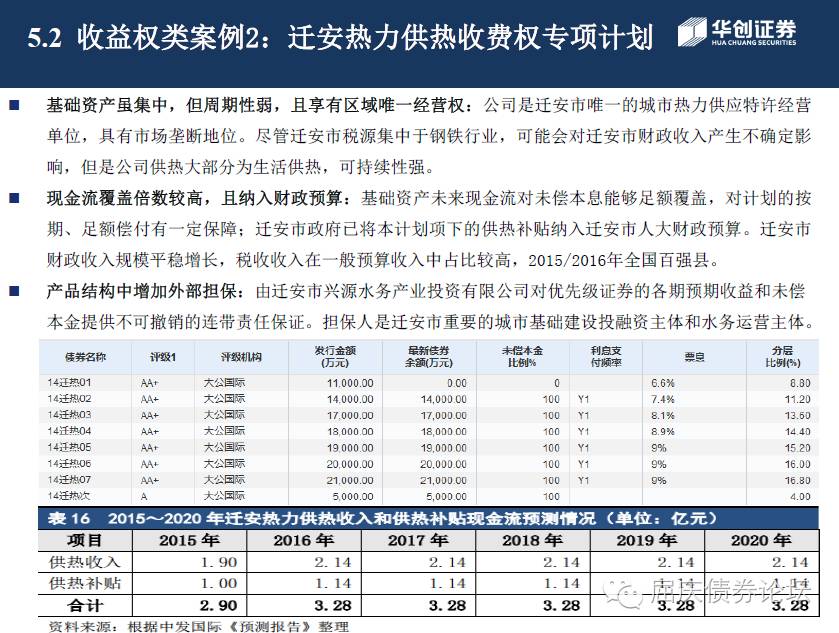 5.2 收益权类案例2：迁安热力供热收费权专项计划
华创证券
HUA CHUANG SECURITIES
■ 基础资产虽集中，但周期性弱，且享有区域唯一经营权：公司是迁安市唯一的城市热力供应特许经营
单位，具有市场垄断地位。尽管迁安市税源集中于钢铁行业，可能会对迁安市财政收入产生不确定影
响，但是公司供热大部分为生活供热，可持续性强。
■ 现金流覆盖倍数较高，且纳入财政预算：基础资产未来现金流对未偿本息能够足额覆盖，对计划的按
期、足额偿付有一定保障；迁安市政府已将本计划项下的供热补贴纳入迁安市人大财政预算。迁安市
财政收入规模平稳增长，税收收入在一般预算收入中占比较高，2015/2016年全国百强县。
■ 产品结构中增加外部担保：由迁安市兴源水务产业投资有限公司对优先级证券的各期预期收益和未偿
本金提供不可撤销的连带责任保证。担保人是迁安市重要的城市基础建设投融资主体和水务运营主体。
债券名称 评级1 评级机构 发行金额(万元) 最新债券余额(万元) 未偿本金比例% 利息支付频率 票息 分层比例(%)
14迁热01 AA+ 大公国际 11,000.00 0.00 0 6.6% 8.80
14迁热02 AA+ 大公国际 14,000.00 14,000.00 100 Y1 7.4% 11.20
14迁热03 AA+ 大公国际 17,000.00 17,000.00 100 Y1 8.1% 13.60
14迁热04 AA+ 大公国际 18,000.00 18,000.00 100 Y1 8.9% 14.40
14迁热05 AA+ 大公国际 19,000.00 19,000.00 100 Y1 9% 15.20
14迁热06 AA+ 大公国际 20,000.00 20,000.00 100 Y1 9% 16.00
14迁热07 AA+ 大公国际 21,000.00 21,000.00 100 Y1 9% 16.80
14迁热次 A 大公国际 5,000.00 5,000.00 100 4.00
表 16 2015～2020 年迁安热力供热收入和供热补贴现金流预测情况（单位：亿元）
项目 2015 年 2016 年 2017 年 2018 年 2019 年 2020 年
供热收入 1.90 2.14 2.14 2.14 2.14 2.14
供热补贴 1.00 1.14 1.14 1.14 1.14 1.14
合计 2.90 3.28 3.28 3.28 3.28 3.28
屈庆债券论坛
资料来源：根据中发国际《预测报告》整理